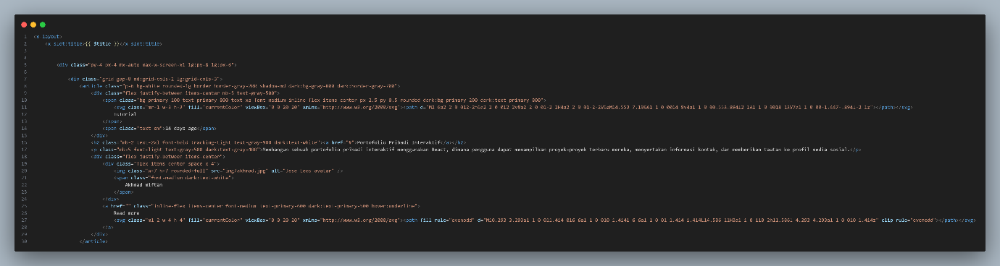 1 <x-layout>
2 <x-slot:title>{{ $title }}</x-slot:title>
3
4
5 <div class="py-4 px-4 mx-auto max-w-screen-xl lg:py-8 lg:px-6">
6
7 <div class="grid gap-8 md:grid-cols-2 lg:grid-cols-3">
8 <article class="p-6 bg-white rounded-lg border border-gray-200 shadow-md dark:bg-gray-800 dark:border-gray-700">
9 <div class="flex justify-between items-center mb-5 text-gray-500">
10 <span class="bg-primary-100 text-primary-800 text-xs font-medium inline-flex items-center px-2.5 py-0.5 rounded dark:bg-primary-200 dark:text-primary-800">
11 <svg class="mr-1 w-3 h-3" fill="currentColor" viewBox="0 0 20 20" xmlns="http://www.w3.org/2000/svg"><path d="M2 6a2 2 0 012-2h6a2 2 0 012 2v8a2 2 0 01-2 2H4a2 2 0 01-2-2V6zM14.553 7.106A1 1 0 0014 8v4a1 1 0 00.553.894l2 1A1 1 0 0018 13V7a1 1 0 00-1.447-.894l-2 1z"></path></svg>
12 Tutorial
13 </span>
14 <span class="text-sm">14 days ago</span>
15 </div>
16 <h2 class="mb-2 text-2xl font-bold tracking-tight text-gray-900 dark:text-white"><a href="#">Portofolio Pribadi Interaktif</a></h2>
17 <p class="mb-5 font-light text-gray-500 dark:text-gray-400">Membangun sebuah portofolio pribadi interaktif menggunakan React, dimana pengguna dapat menampilkan proyek-proyek terbaru mereka, menyertakan informasi kontak, dan memberikan tautan ke profil media sosial.</p>
18 <div class="flex justify-between items-center">
19 <div class="flex items-center space-x-4">
20 <img class="w-7 h-7 rounded-full" src="img/akhmad.jpg" alt="Jese Leos avatar" />
21 <span class="font-medium dark:text-white">
22 Akhmad miftah
23 </span>
24 </div>
25 <a href="" class="inline-flex items-center font-medium text-primary-600 dark:text-primary-500 hover:underline">
26 Read more
27 <svg class="ml-2 w-4 h-4" fill="currentColor" viewBox="0 0 20 20" xmlns="http://www.w3.org/2000/svg"><path fill-rule="evenodd" d="M10.293 3.293a1 1 0 011.414 0l6 6a1 1 0 010 1.414l-6 6a1 1 0 01-1.414-1.414L14.586 11H3a1 1 0 110-2h11.586l-4.293-4.293a1 1 0 010-1.414z" clip-rule="evenodd"></path></svg>
28 </a>
29 </div>
30 </article>